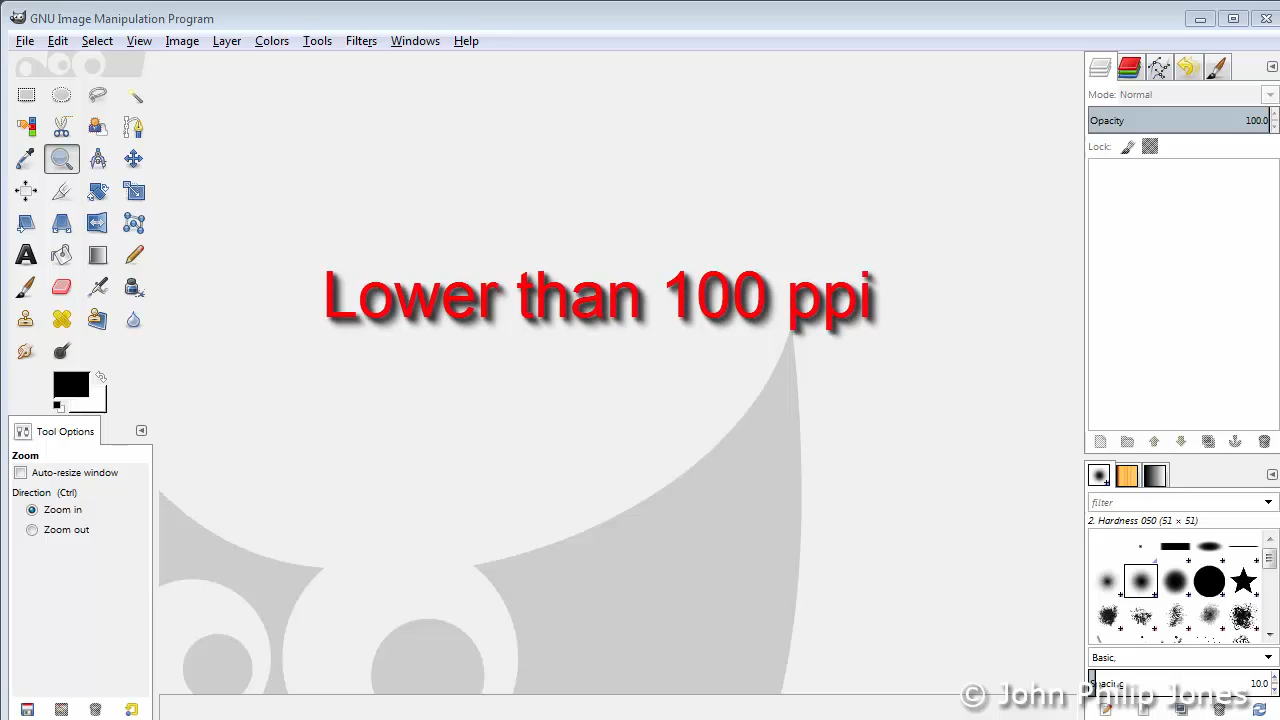 GNU Image Manipulation Program
File Edit Select View Image Layer Colors Tools Filters Windows Help
Mode: Normal
Opacity 100.0
Lock:
Lower than 100 ppi
Tool Options
Zoom
Auto-resize window
Direction (Ctrl)
Zoom in
Zoom out
filter
2. Hardness 050 (51 × 51)
Basic,
Spacing 10.0
© John Philip Jones